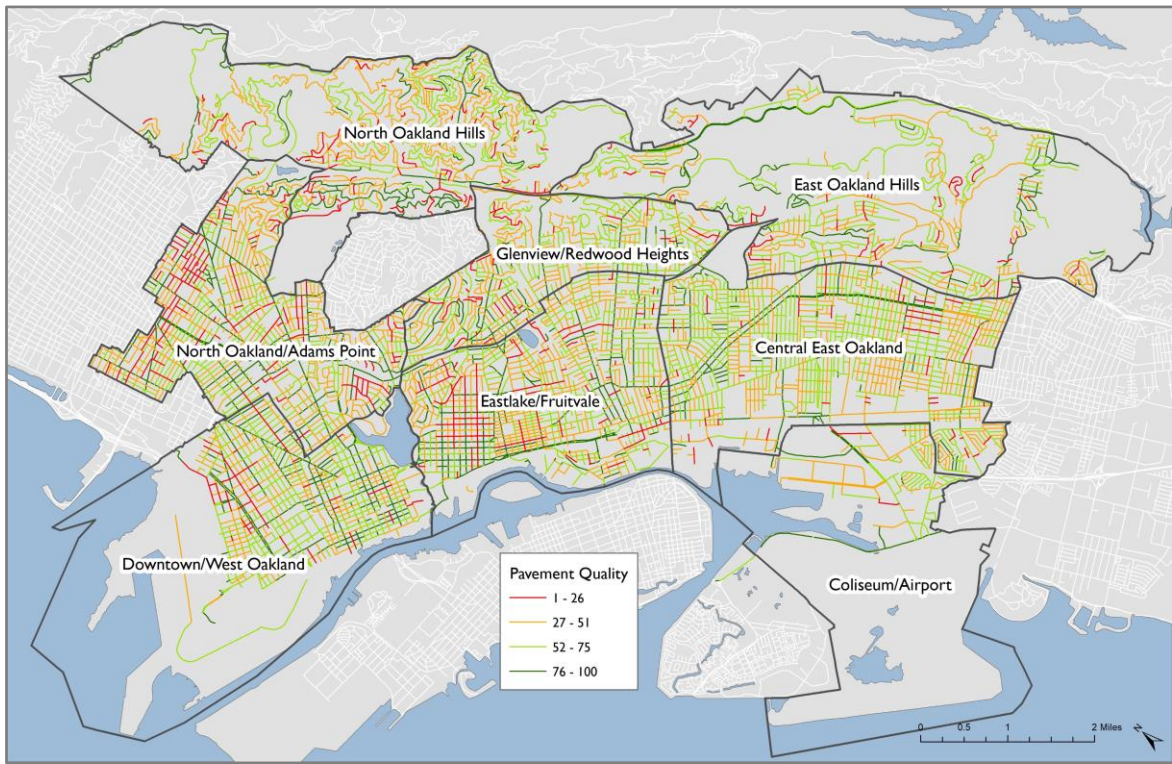 North Oakland Hills
East Oakland Hills
Glenview/Redwood Heights
North Oakland/Adams Point
Central East Oakland
Eastlake/Fruitvale
Downtown/West Oakland
Coliseum/Airport
Pavement Quality
1 - 26
27 - 51
52 - 75
76 - 100
0 0.5 1 2 Miles
N